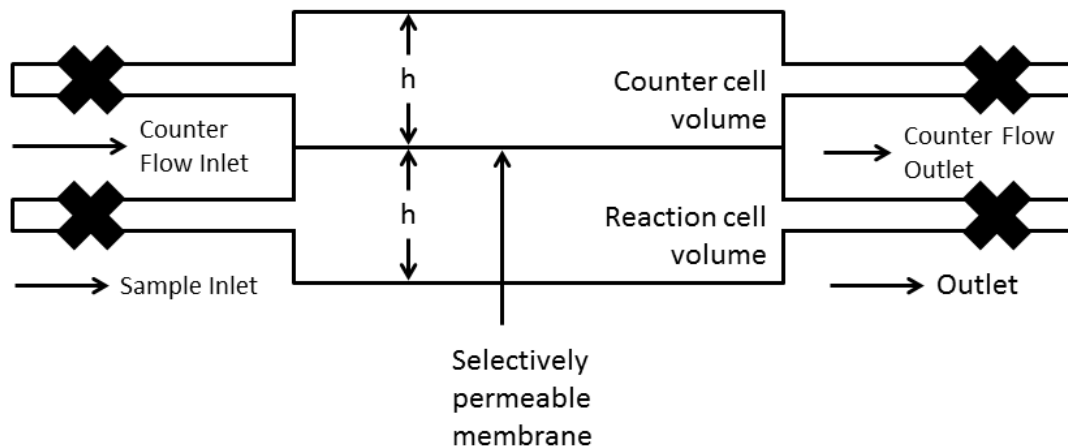 h
Counter cell
volume
Counter
Flow Inlet
Counter Flow
Outlet
h
Reaction cell
volume
Sample Inlet
Outlet
Selectively
permeable
membrane